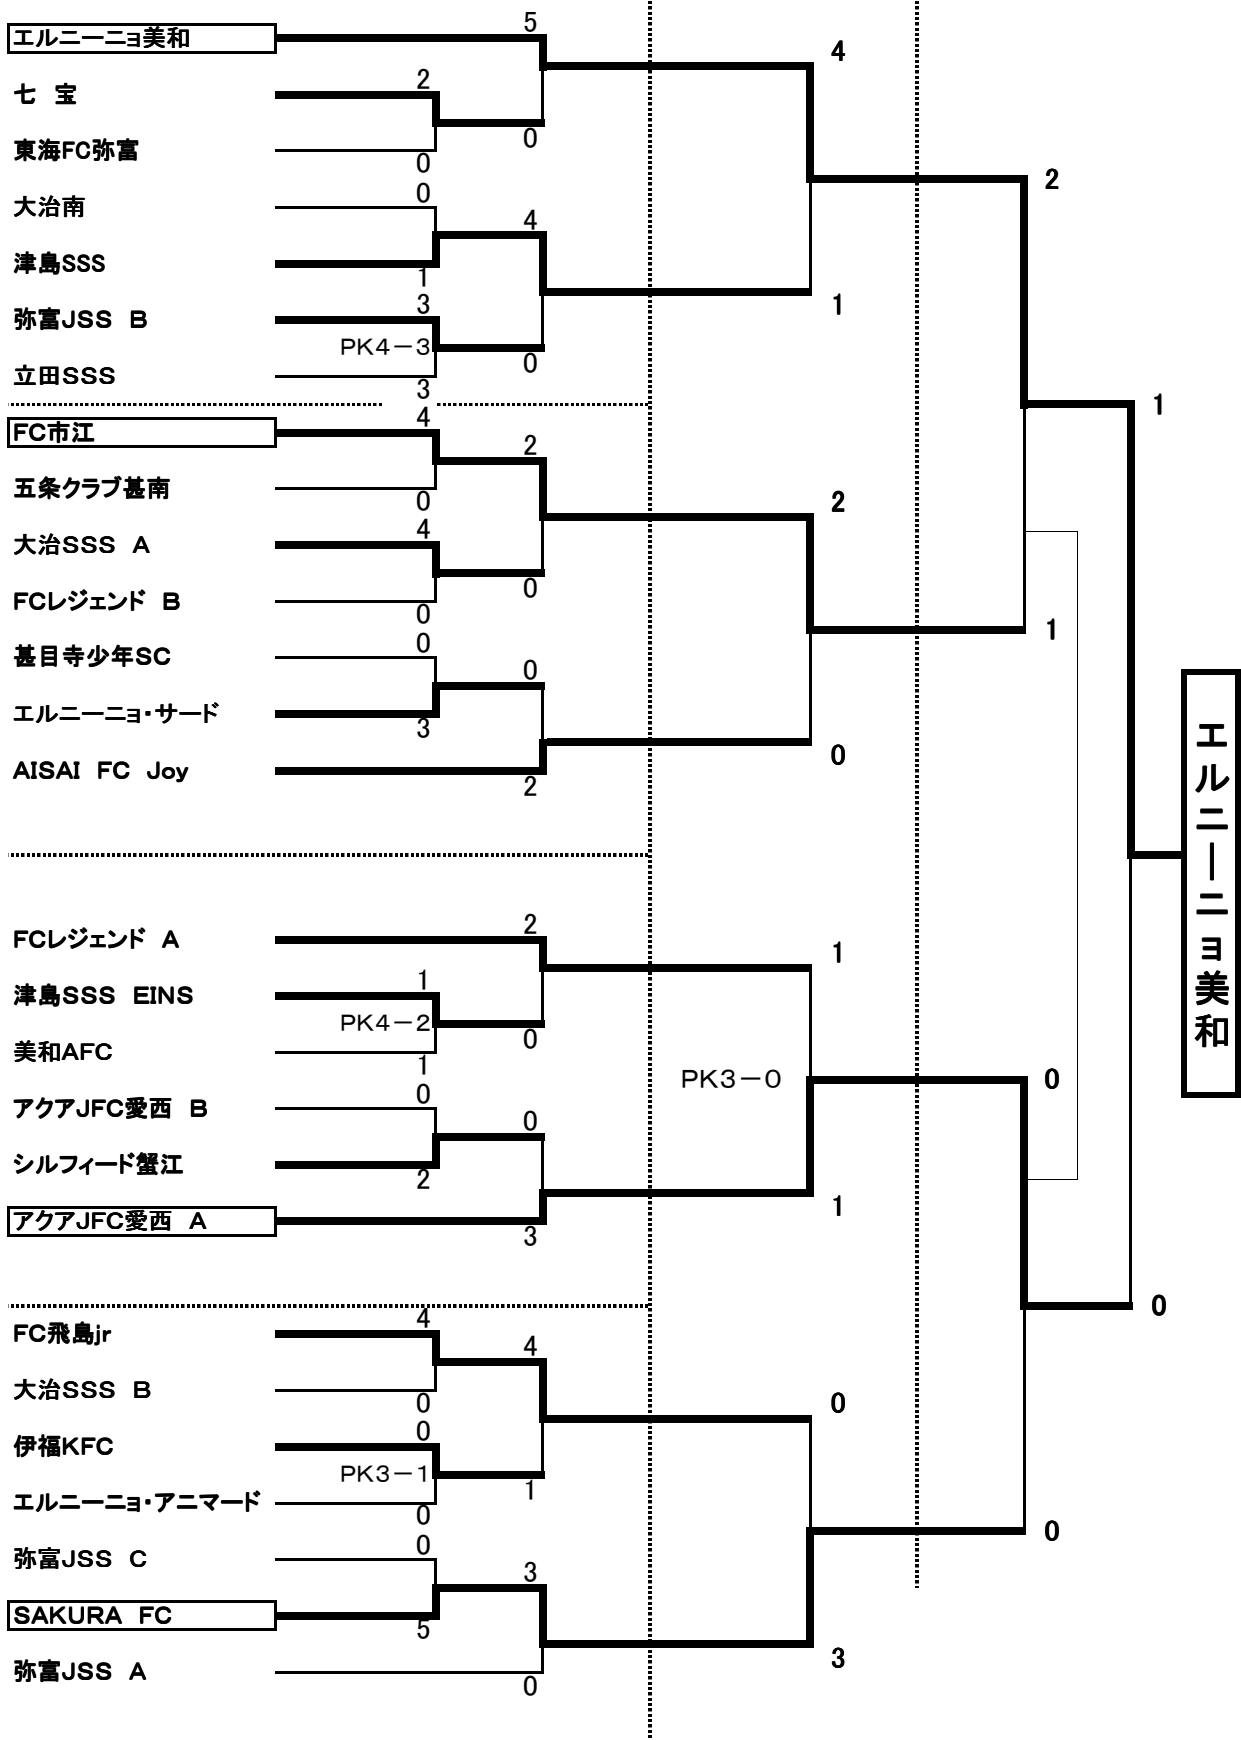 5
エルニーニョ美和
4
2
七　宝
0
東海FC弥富
0
0
2
大治南
4
津島SSS
1
3
1
弥富JSS　B
PK4－3
0
立田SSS
3
4
1
FC市江
2
五条クラブ甚南
0
2
4
大治SSS　A
0
FCレジェンド　B
0
0
1
甚目寺少年SC
0
エルニーニョ・サード
3
0
AISAI　FC　Joy
2
エルニーニョ美和
2
FCレジェンド　A
1
1
津島SSS　EINS
PK4－2
0
美和AFC
1
PK3－0
0
0
アクアJFC愛西　B
0
シルフィード蟹江
2
1
アクアJFC愛西　A
3
0
4
FC飛島jr
4
大治SSS　B
0
0
0
伊福KFC
PK3－1
1
エルニーニョ・アニマード
0
0
0
弥富JSS　C
3
SAKURA　FC
5
3
弥富JSS　A
0